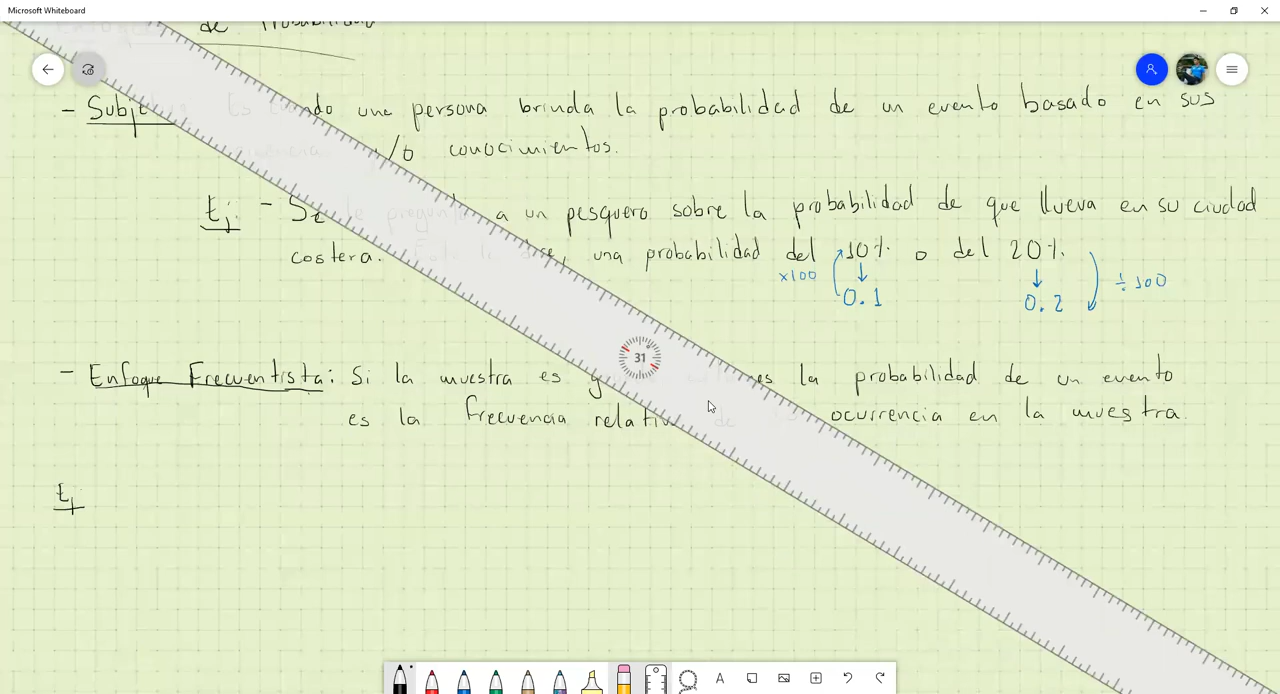 Microsoft Whiteboard
de Probabilidad
- Subjetivo: Es cuando una persona brinda la probabilidad de un evento basado en sus
y/o conocimientos.
Ej: - Se le pregunta a un pesquero sobre la probabilidad de que llueva en su ciudad
costera. Este le dice, una probabilidad del 10% o del 20%.
x100 ÷100
0.1 0.2
31
- Enfoque Frecuentista: Si la muestra es entonces la probabilidad de un evento
es la frecuencia relativa de ocurrencia en la muestra.
Ej
A